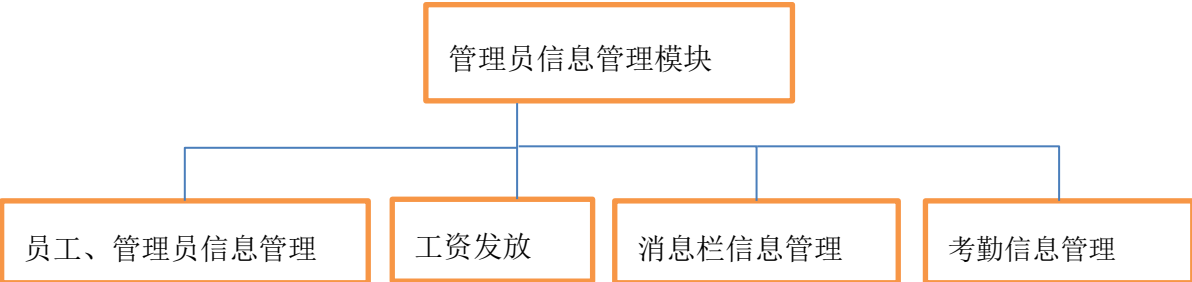 管理员信息管理模块
员工、管理员信息管理
工资发放
消息栏信息管理
考勤信息管理